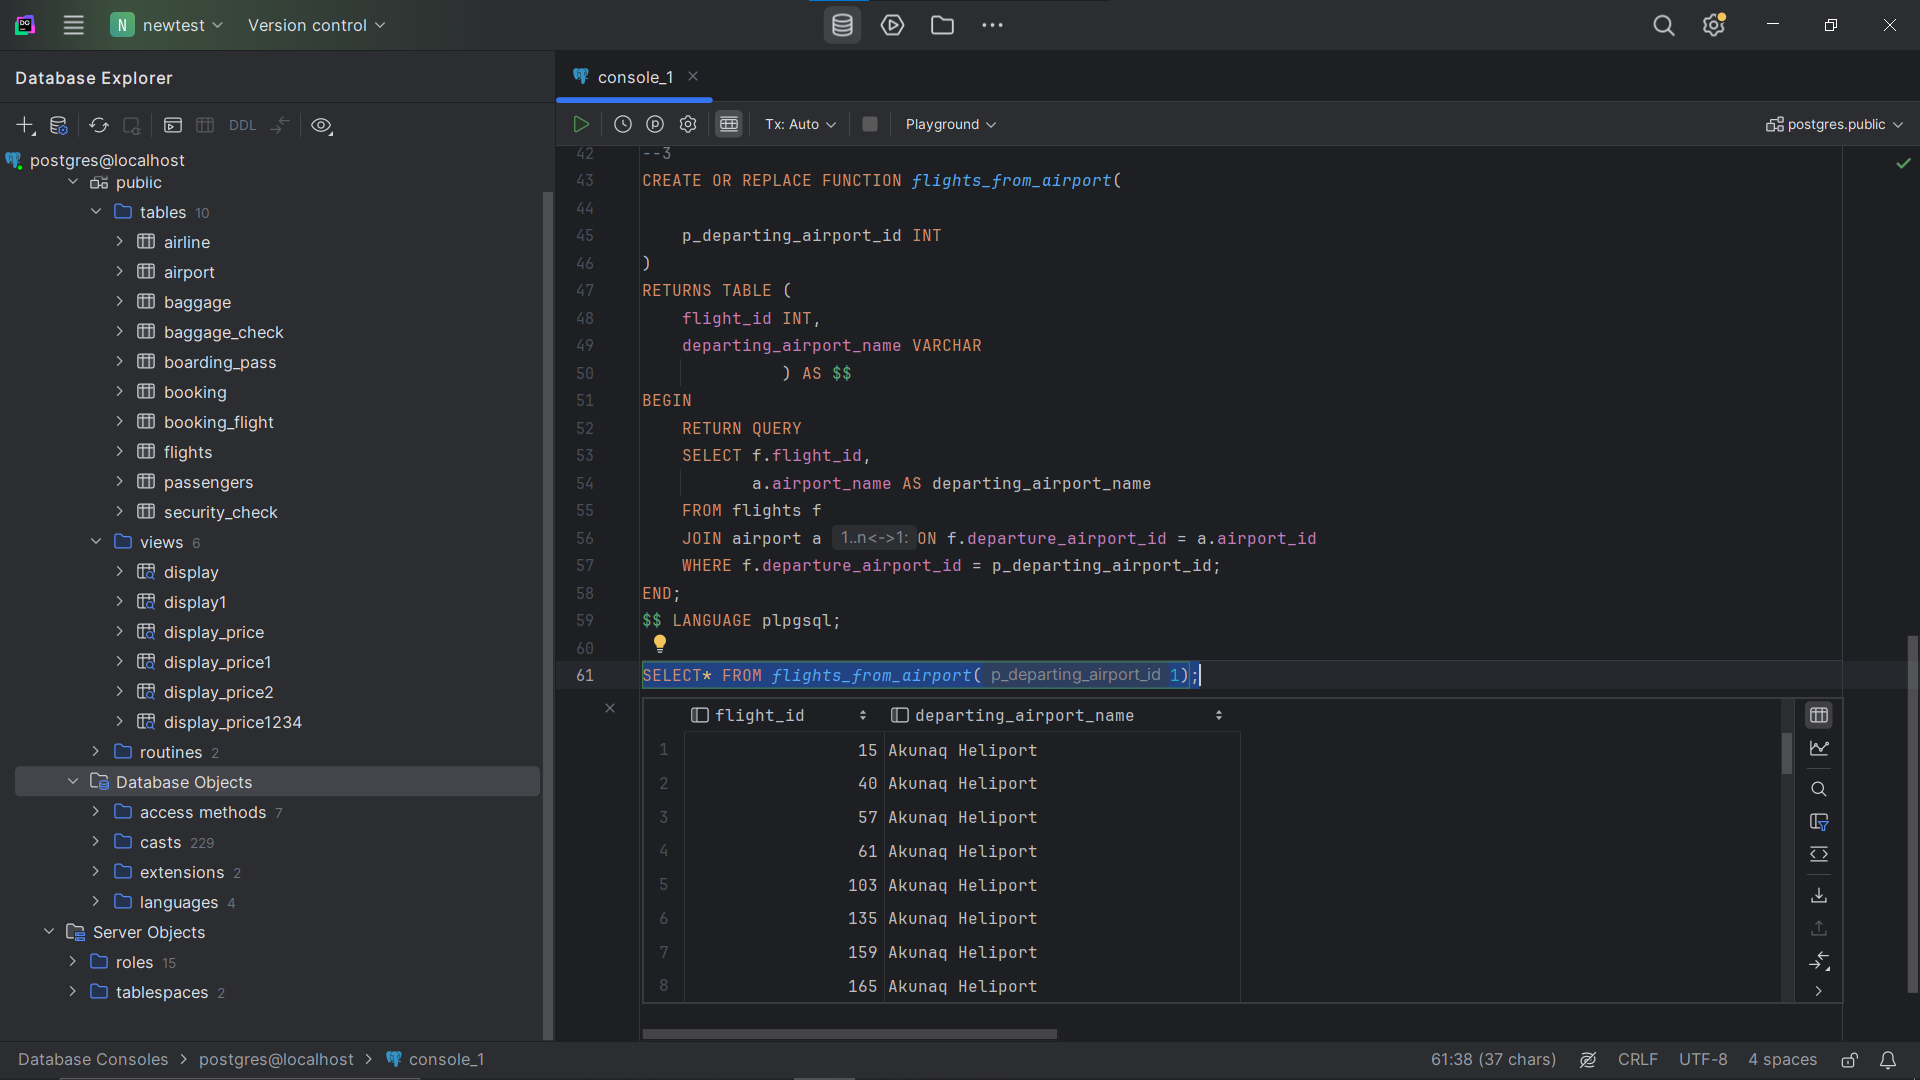 N newtest Version control
Database Explorer
DDL
postgres@localhost
public
tables 10
airline
airport
baggage
baggage_check
boarding_pass
booking
booking_flight
flights
passengers
security_check
views 6
display
display1
display_price
display_price1
display_price2
display_price1234
routines 2
Database Objects
access methods 7
casts 229
extensions 2
languages 4
Server Objects
roles 15
tablespaces 2
console_1
Tx: Auto Playground postgres.public
42 --3
43 CREATE OR REPLACE FUNCTION flights_from_airport(
44
45 p_departing_airport_id INT
46 )
47 RETURNS TABLE (
48 flight_id INT,
49 departing_airport_name VARCHAR
50 ) AS $$
51 BEGIN
52 RETURN QUERY
53 SELECT f.flight_id,
54 a.airport_name AS departing_airport_name
55 FROM flights f
56 JOIN airport a 1..n<->1: ON f.departure_airport_id = a.airport_id
57 WHERE f.departure_airport_id = p_departing_airport_id;
58 END;
59 $$ LANGUAGE plpgsql;
60
61 SELECT* FROM flights_from_airport( p_departing_airport_id 1);
flight_id departing_airport_name
1 15 Akunaq Heliport
2 40 Akunaq Heliport
3 57 Akunaq Heliport
4 61 Akunaq Heliport
5 103 Akunaq Heliport
6 135 Akunaq Heliport
7 159 Akunaq Heliport
8 165 Akunaq Heliport
Database Consoles > postgres@localhost > console_1
61:38 (37 chars) CRLF UTF-8 4 spaces